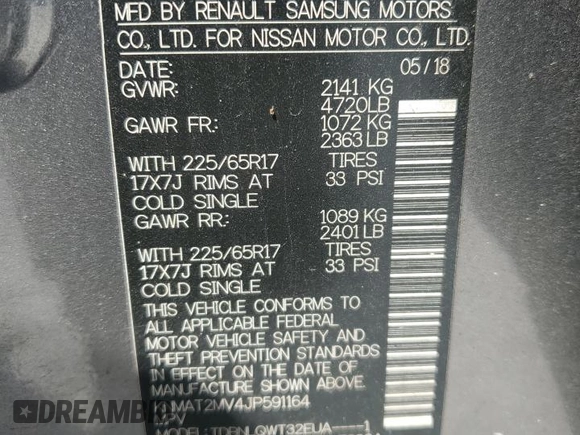 MFD BY RENAULT SAMSUNG MOTORS
CO., LTD. FOR NISSAN MOTOR CO., LTD
DATE: 05/18
GVWR: 2141 KG
4720LB
GAWR FR: 1072 KG
2363 LB
WITH 225/65R17 TIRES
17X7J RIMS AT 33 PSI
COLD SINGLE
GAWR RR: 1089 KG
2401 LB
WITH 225/65R17 TIRES
17X7J RIMS AT 33 PSI
COLD SINGLE
THIS VEHICLE CONFORMS TO
ALL APPLICABLE FEDERAL
MOTOR VEHICLE SAFETY AND
THEFT PREVENTION STANDARDS
IN EFFECT ON THE DATE OF
MANUFACTURE SHOWN ABOVE.
KNMAT2MV4JP591164
MPV
MODEL: